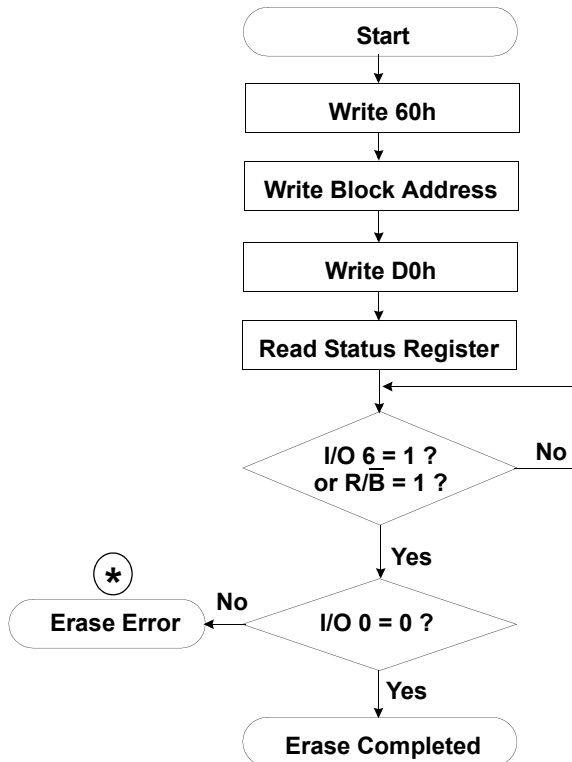 Start
Write 60h
Write Block Address
Write D0h
Read Status Register
I/O 6 = 1 ?
or R/B̅ = 1 ?
No
Yes
*
No
Erase Error
I/O 0 = 0 ?
Yes
Erase Completed